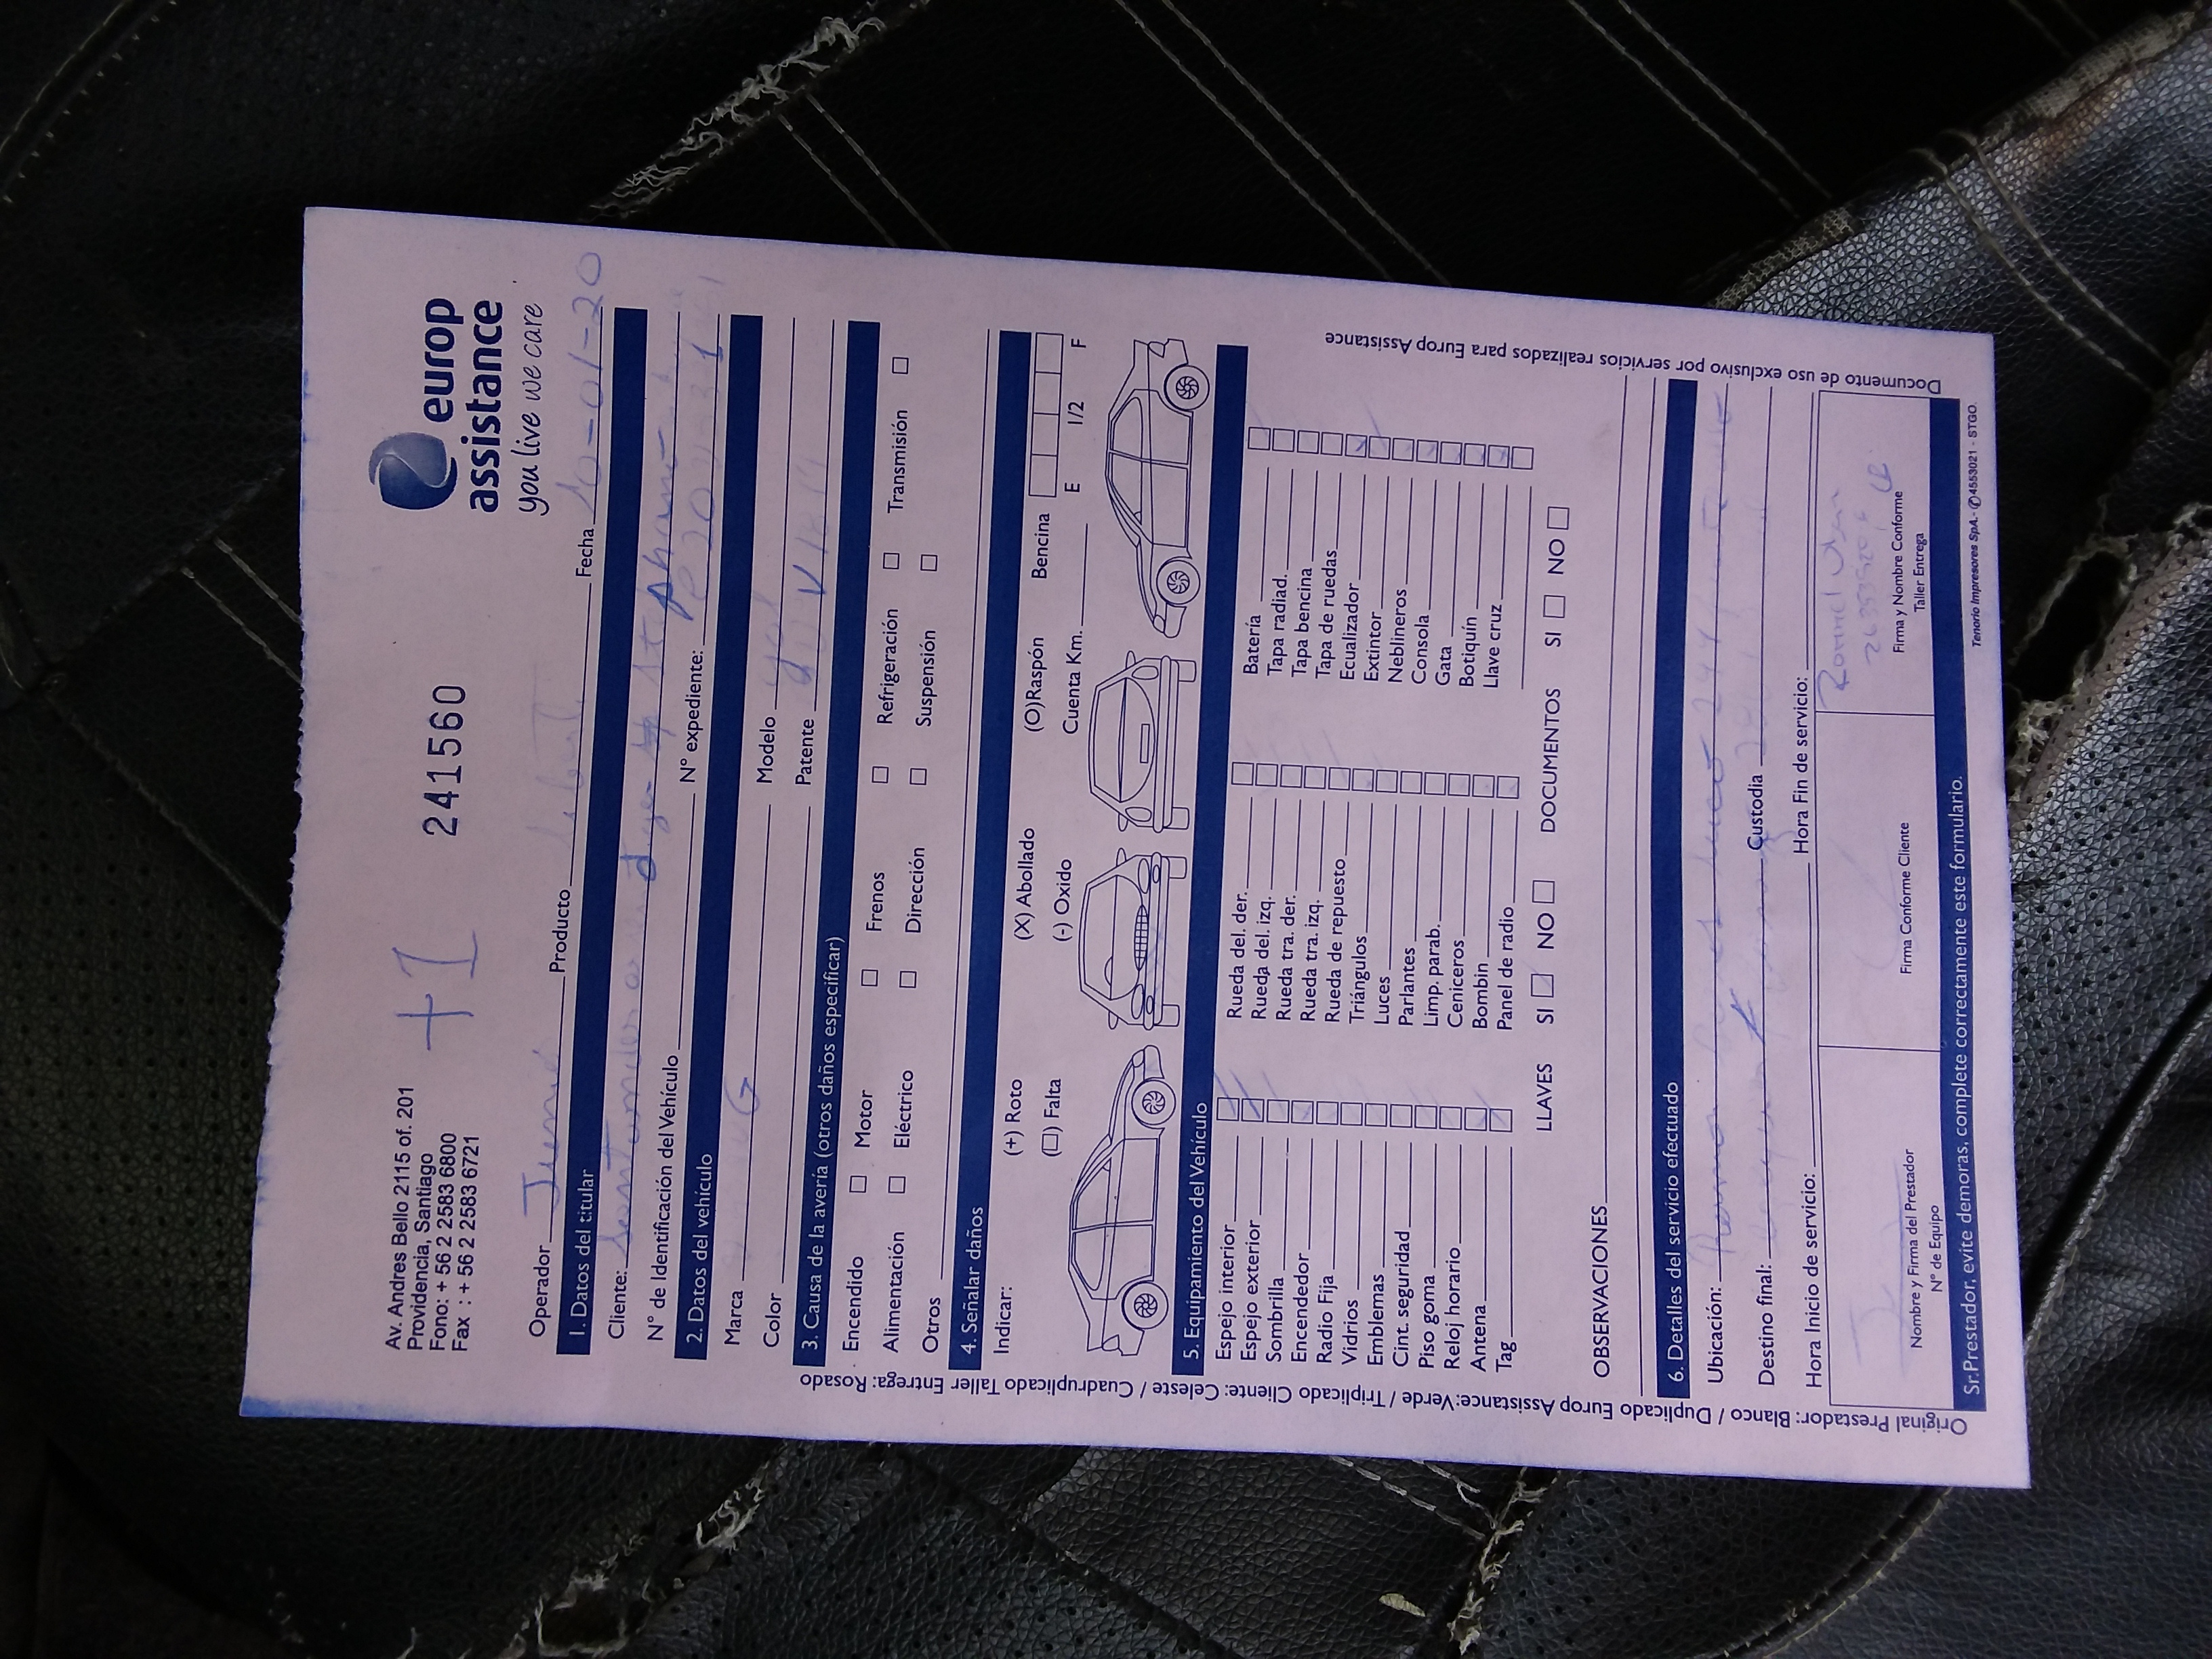 Av. Andres Bello 2115 of. 201
Providencia, Santiago
Fono: + 56 2 2583 6800
Fax : + 56 2 2583 6721
+1
241560
europ
assistance
you live we care
Operador Producto Fecha 10-01-20
1. Datos del titular
Cliente:
N° de Identificación del Vehículo N° expediente:
2. Datos del vehículo
Marca Modelo
Color Patente
3. Causa de la avería (otros daños especificar)
Encendido Motor Frenos Refrigeración Transmisión
Alimentación Eléctrico Dirección Suspensión
Otros
4. Señalar daños
Indicar: (+) Roto (X) Abollado (O)Raspón Bencina
(□) Falta (-) Oxido Cuenta Km. E 1/2 F
5. Equipamiento del Vehículo
Espejo interior Rueda del. der. Batería
Espejo exterior Rueda del. izq. Tapa radiad.
Sombrilla Rueda tra. der. Tapa bencina
Encendedor Rueda tra. izq. Tapa de ruedas
Radio Fija Rueda de repuesto Ecualizador
Vidrios Triángulos Extintor
Emblemas Luces Neblineros
Cint. seguridad Parlantes Consola
Piso goma Limp. parab. Gata
Reloj horario Ceniceros Botiquín
Antena Bombin Llave cruz
Tag Panel de radio
LLAVES SI NO DOCUMENTOS SI NO
OBSERVACIONES
6. Detalles del servicio efectuado
Ubicación:
Destino final: Custodia
Hora Inicio de servicio: Hora Fin de servicio:
Nombre y Firma del Prestador
N° de Equipo
Firma Conforme Cliente
Firma y Nombre Conforme
Taller Entrega
Sr. Prestador, evite demoras, complete correctamente este formulario.
Tenorio Impresores SpA.- ✆4553021 - STGO.
Original Prestador: Blanco / Duplicado Europ Assistance:Verde / Triplicado Cliente: Celeste / Cuadruplicado Taller Entrega: Rosado
Documento de uso exclusivo por servicios realizados para Europ Assistance